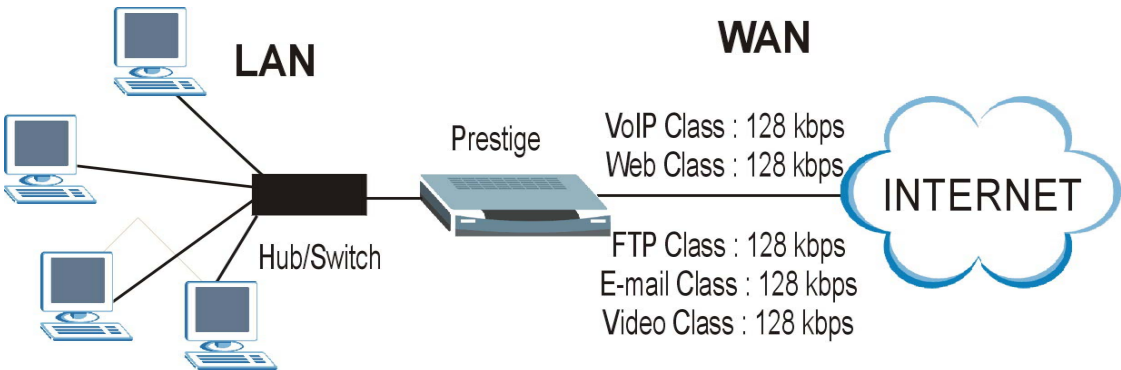 LAN
WAN
Prestige
VoIP Class : 128 kbps
Web Class : 128 kbps
INTERNET
Hub/Switch
FTP Class : 128 kbps
E-mail Class : 128 kbps
Video Class : 128 kbps